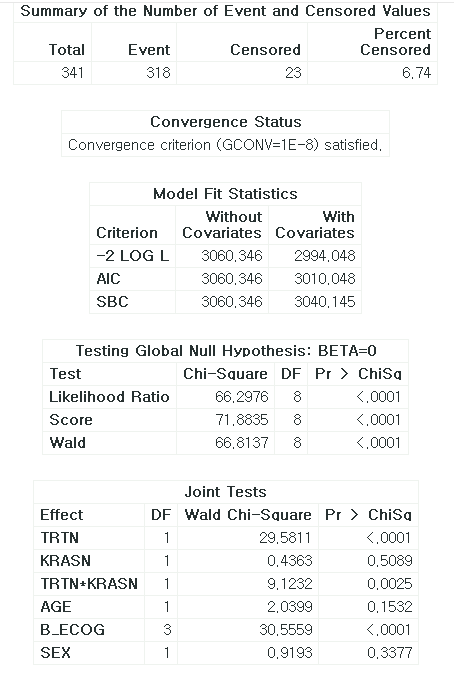 Summary of the Number of Event and Censored Values
Total Event Censored Percent Censored
341 318 23 6.74
Convergence Status
Convergence criterion (GCONV=1E-8) satisfied.
Model Fit Statistics
Criterion Without Covariates With Covariates
-2 LOG L 3060.346 2994.048
AIC 3060.346 3010.048
SBC 3060.346 3040.145
Testing Global Null Hypothesis: BETA=0
Test Chi-Square DF Pr > ChiSq
Likelihood Ratio 66.2976 8 <.0001
Score 71.8835 8 <.0001
Wald 66.8137 8 <.0001
Joint Tests
Effect DF Wald Chi-Square Pr > ChiSq
TRTN 1 29.5811 <.0001
KRASN 1 0.4363 0.5089
TRTN*KRASN 1 9.1232 0.0025
AGE 1 2.0399 0.1532
B_ECOG 3 30.5559 <.0001
SEX 1 0.9193 0.3377